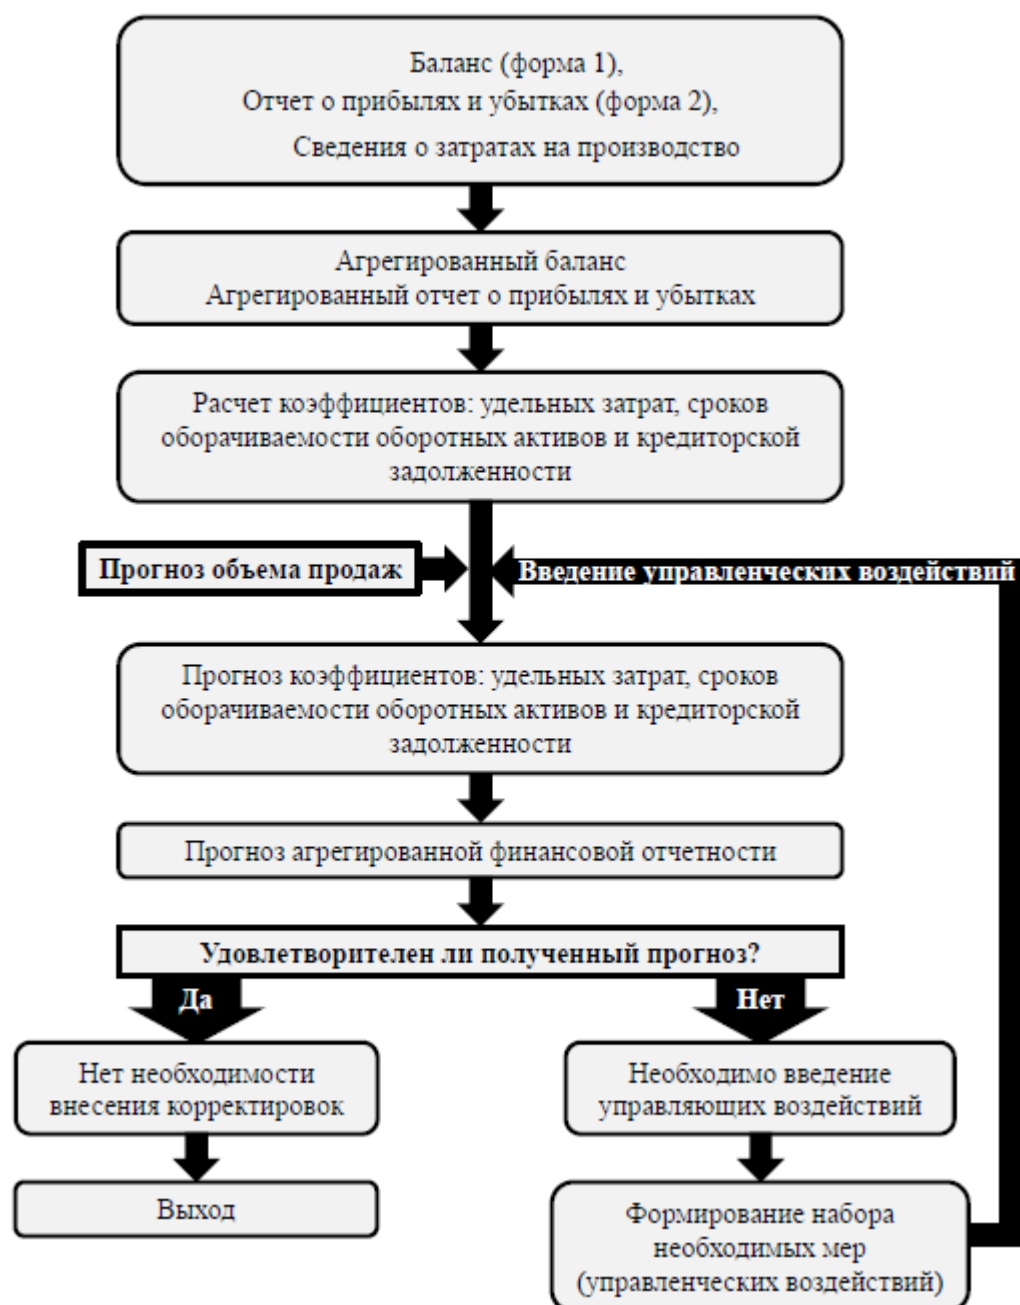 Баланс (форма 1),
Отчет о прибылях и убытках (форма 2),
Сведения о затратах на производство
Агрегированный баланс
Агрегированный отчет о прибылях и убытках
Расчет коэффициентов: удельных затрат, сроков
оборачиваемости оборотных активов и кредиторской
задолженности
Прогноз объема продаж
Введение управленческих воздействий
Прогноз коэффициентов: удельных затрат, сроков
оборачиваемости оборотных активов и кредиторской
задолженности
Прогноз агрегированной финансовой отчетности
Удовлетворителен ли полученный прогноз?
Да
Нет
Нет необходимости
внесения корректировок
Необходимо введение
управляющих воздействий
Выход
Формирование набора
необходимых мер
(управленческих воздействий)